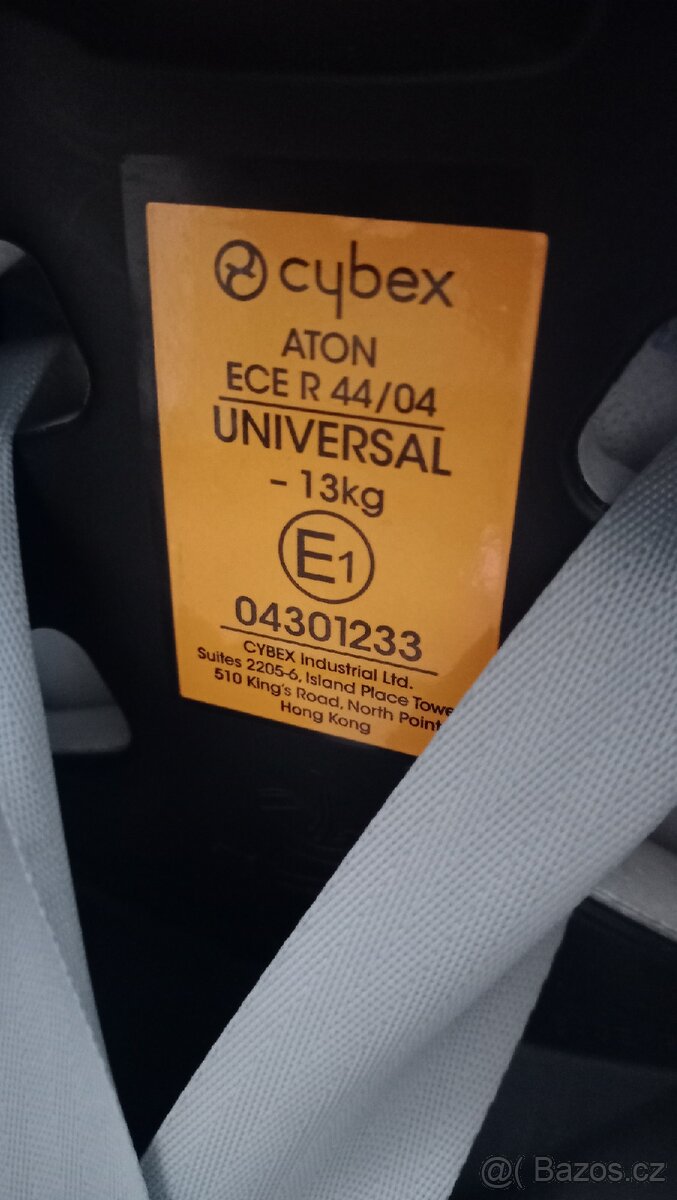 cybex
ATON
ECE R 44/04
UNIVERSAL
- 13kg
E1
04301233
CYBEX Industrial Ltd.
Suites 2205-6, Island Place
510 King's Road, North Point
Hong Kong
@( Bazos.cz